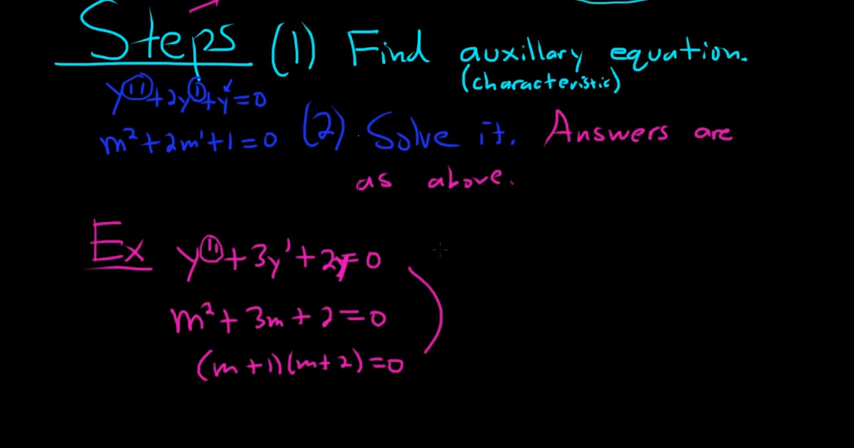 Steps (1) Find auxillary equation.
(characteristic)
y'' + 2y' + y = 0
m² + 2m' + 1 = 0 (2) Solve it. Answers are
as above.
Ex y'' + 3y' + 2y = 0
m² + 3m + 2 = 0
(m + 1)(m + 2) = 0